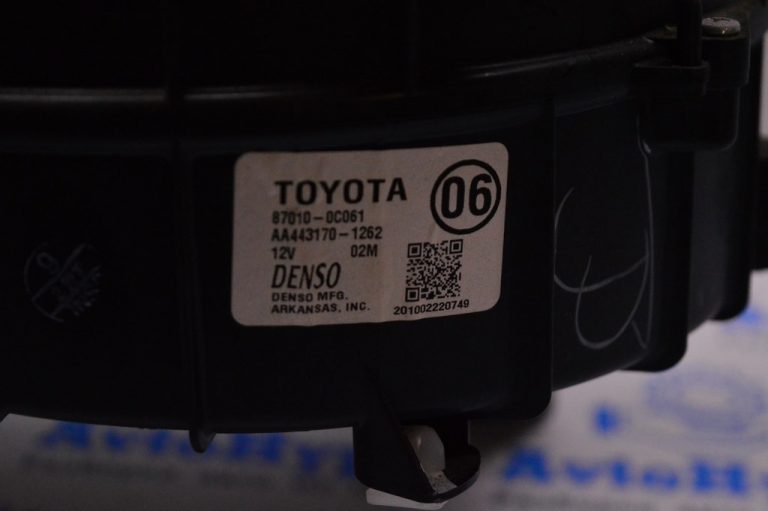 TOYOTA 06
87010-0C061
AA443170-1262
12V 02M
DENSO
DENSO MFG.
ARKANSAS, INC.
201002220749